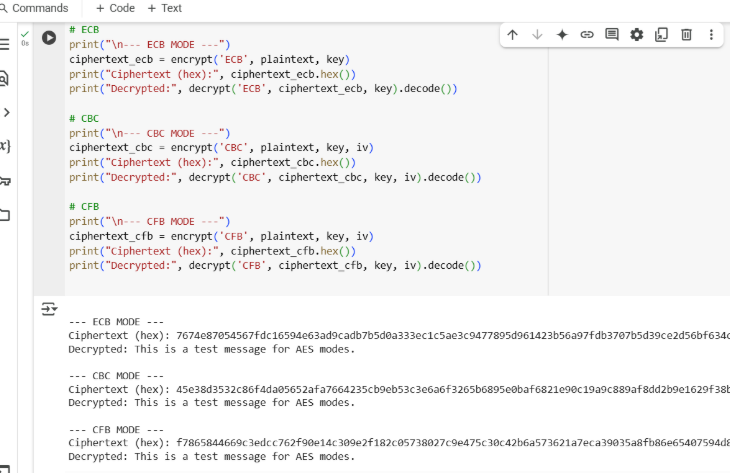 Commands + Code + Text
0s
# ECB
print("\n--- ECB MODE ---")
ciphertext_ecb = encrypt('ECB', plaintext, key)
print("Ciphertext (hex):", ciphertext_ecb.hex())
print("Decrypted:", decrypt('ECB', ciphertext_ecb, key).decode())
# CBC
print("\n--- CBC MODE ---")
ciphertext_cbc = encrypt('CBC', plaintext, key, iv)
print("Ciphertext (hex):", ciphertext_cbc.hex())
print("Decrypted:", decrypt('CBC', ciphertext_cbc, key, iv).decode())
# CFB
print("\n--- CFB MODE ---")
ciphertext_cfb = encrypt('CFB', plaintext, key, iv)
print("Ciphertext (hex):", ciphertext_cfb.hex())
print("Decrypted:", decrypt('CFB', ciphertext_cfb, key, iv).decode())
--- ECB MODE ---
Ciphertext (hex): 7674e87054567fdc16594e63ad9cadb7b5d0a333ec1c5ae3c9477895d961423b56a97fdb3707b5d39ce2d56bf634c
Decrypted: This is a test message for AES modes.
--- CBC MODE ---
Ciphertext (hex): 45e38d3532c86f4da05652afa7664235cb9eb53c3e6a6f3265b6895e0baf6821e90c19a9c889af8dd2b9e1629f38b
Decrypted: This is a test message for AES modes.
--- CFB MODE ---
Ciphertext (hex): f7865844669c3edcc762f90e14c309e2f182c05738027c9e475c30c42b6a573621a7eca39035a8fb86e65407594d8
Decrypted: This is a test message for AES modes.